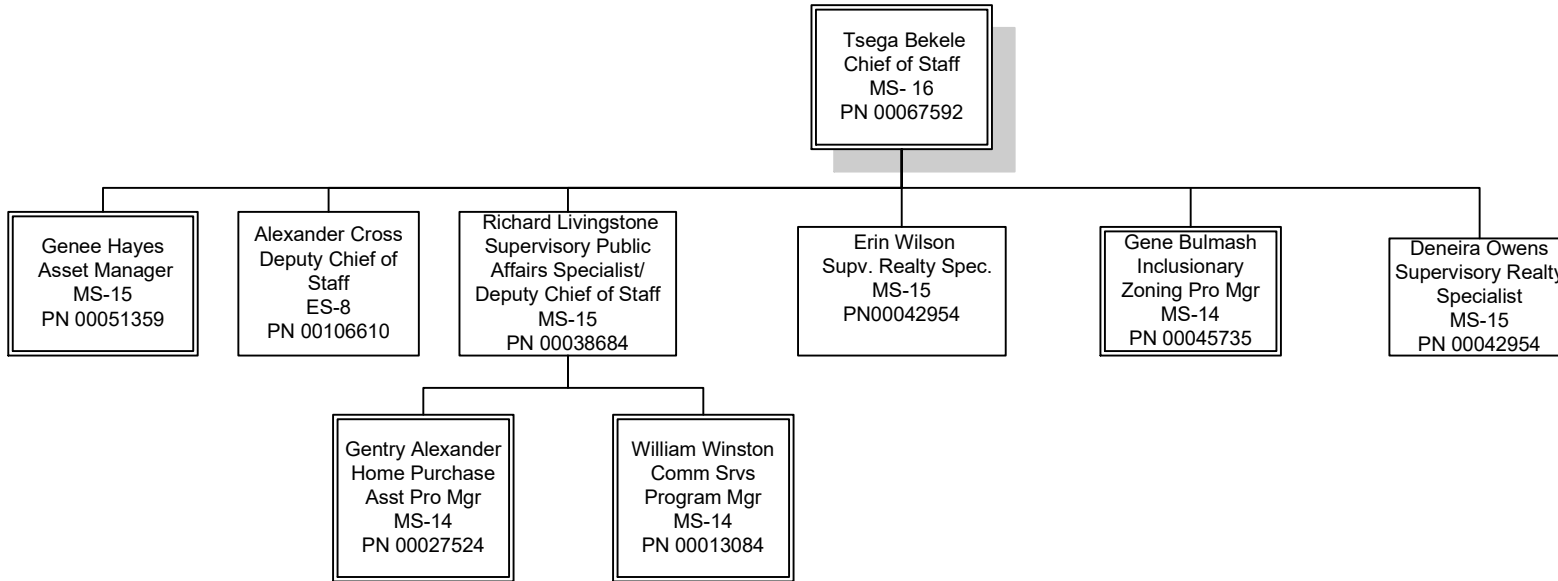 Tsega Bekele
Chief of Staff
MS- 16
PN 00067592
Genee Hayes
Asset Manager
MS-15
PN 00051359
Alexander Cross
Deputy Chief of
Staff
ES-8
PN 00106610
Richard Livingstone
Supervisory Public
Affairs Specialist/
Deputy Chief of Staff
MS-15
PN 00038684
Erin Wilson
Supv. Realty Spec.
MS-15
PN00042954
Gene Bulmash
Inclusionary
Zoning Pro Mgr
MS-14
PN 00045735
Deneira Owens
Supervisory Realty
Specialist
MS-15
PN 00042954
Gentry Alexander
Home Purchase
Asst Pro Mgr
MS-14
PN 00027524
William Winston
Comm Srvs
Program Mgr
MS-14
PN 00013084